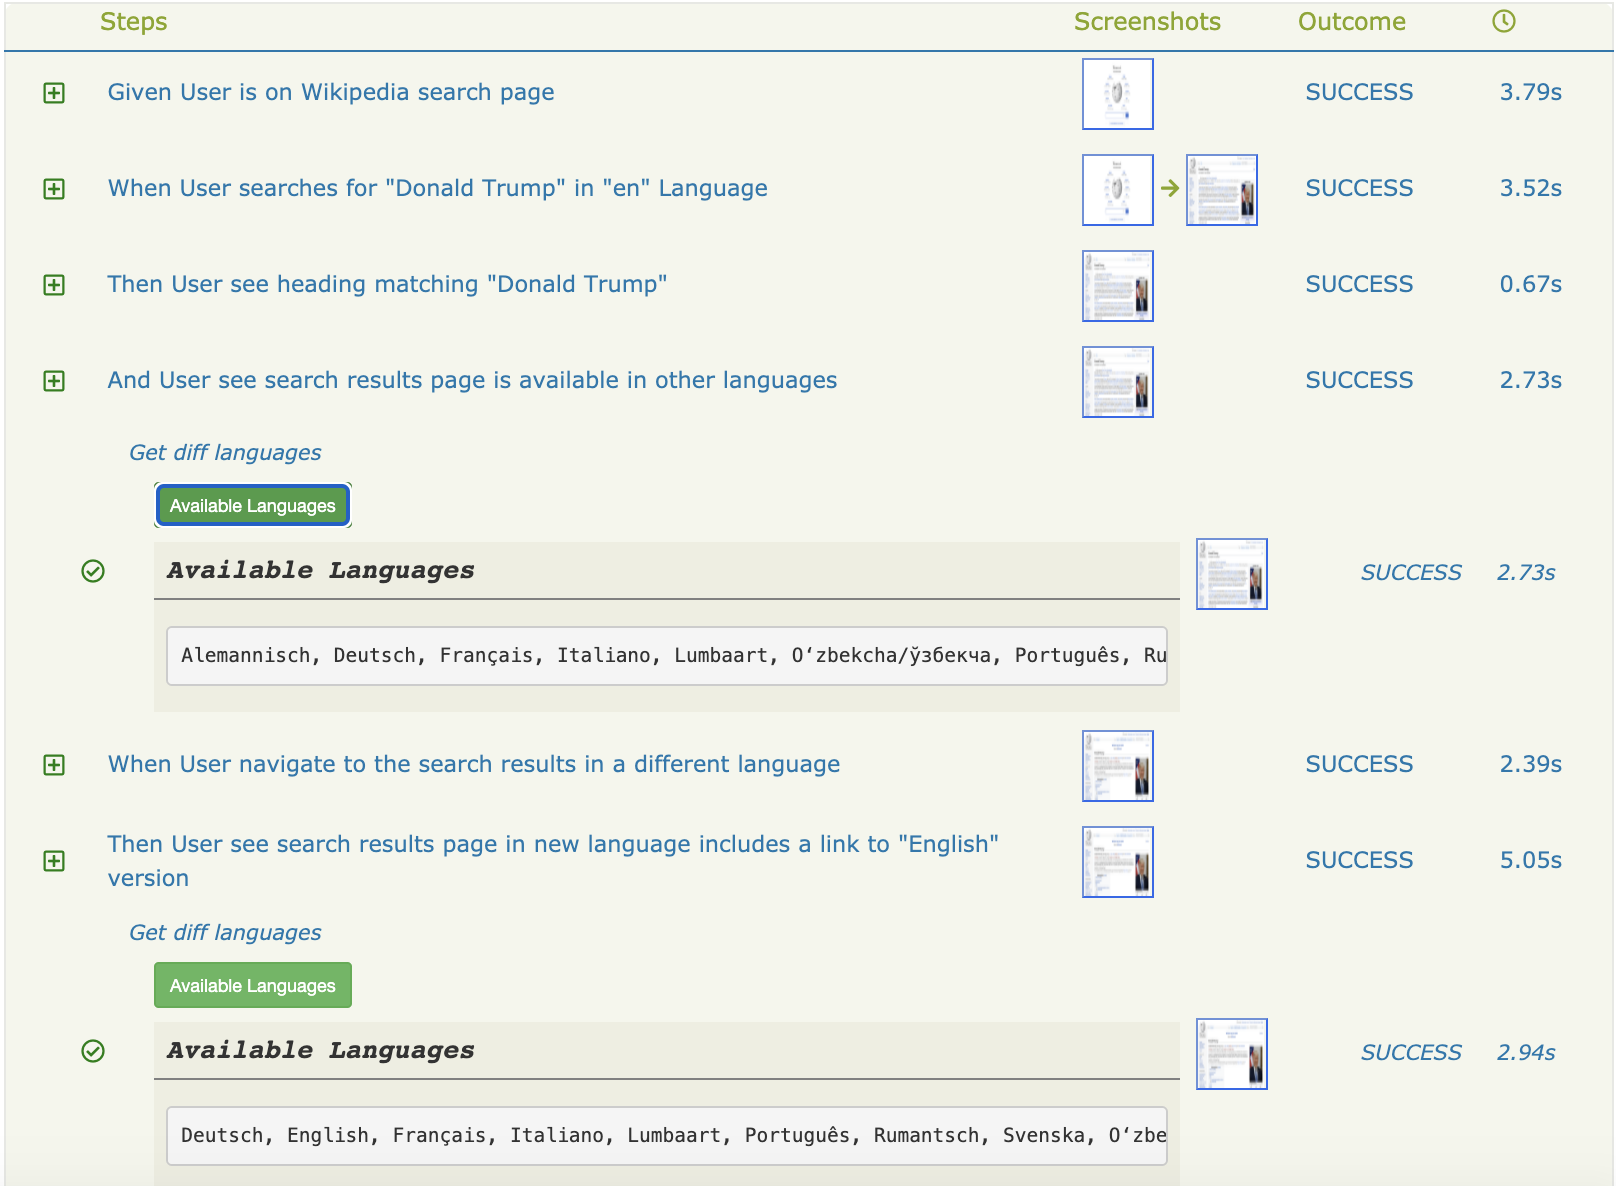 Steps Screenshots Outcome
Given User is on Wikipedia search page SUCCESS 3.79s
When User searches for "Donald Trump" in "en" Language SUCCESS 3.52s
Then User see heading matching "Donald Trump" SUCCESS 0.67s
And User see search results page is available in other languages SUCCESS 2.73s
Get diff languages
Available Languages
Available Languages SUCCESS 2.73s
Alemannisch, Deutsch, Français, Italiano, Lumbaart, Oʻzbekcha/ўзбекча, Português, Ru
When User navigate to the search results in a different language SUCCESS 2.39s
Then User see search results page in new language includes a link to "English"
version SUCCESS 5.05s
Get diff languages
Available Languages
Available Languages SUCCESS 2.94s
Deutsch, English, Français, Italiano, Lumbaart, Português, Rumantsch, Svenska, Oʻzbe